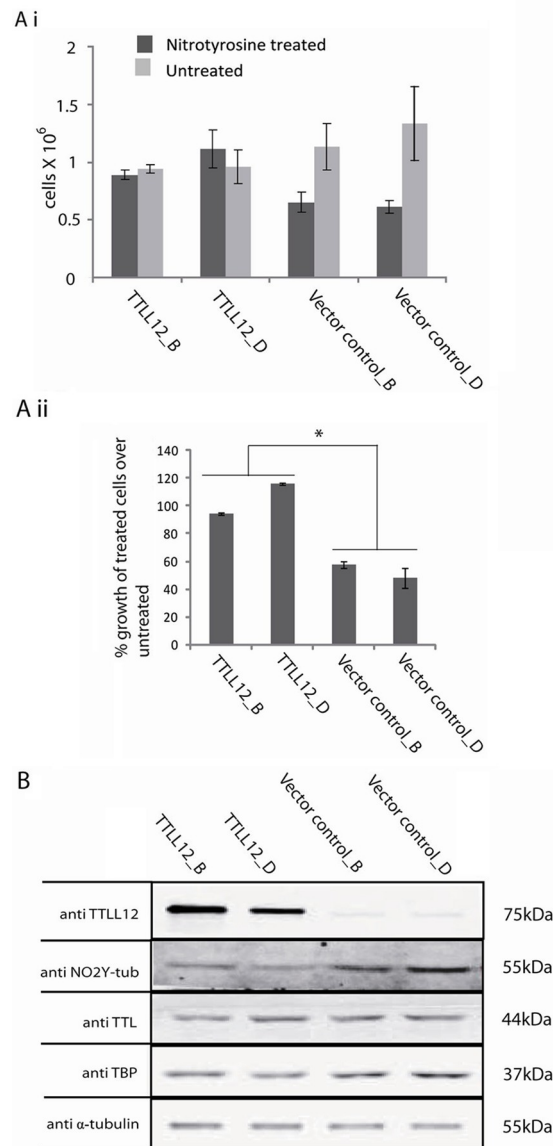 A i
Nitrotyrosine treated
Untreated
cells X 10⁶
2
1.5
1
0.5
0
TTLL12_B
TTLL12_D
Vector control_B
Vector control_D
A ii
% growth of treated cells over
untreated
*
140
120
100
80
60
40
20
0
TTLL12_B
TTLL12_D
Vector control_B
Vector control_D
B
TTLL12_B
TTLL12_D
Vector control_B
Vector control_D
anti TTLL12 75kDa
anti NO2Y-tub 55kDa
anti TTL 44kDa
anti TBP 37kDa
anti α-tubulin 55kDa